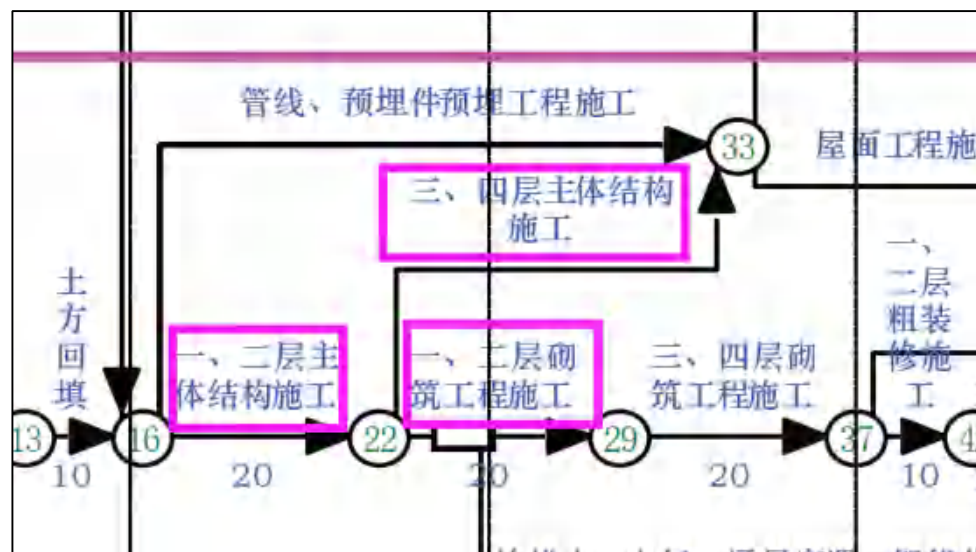 管线、预埋件预埋工程施工
33
屋面工程施
三、四层主体结构
施工
土
方
回
填
一、二层主
体结构施工
一、二层砌
筑工程施工
三、四层砌
筑工程施工
一、
二层
粗装
修施
工
13
16
22
29
37
4
10
20
20
20
10